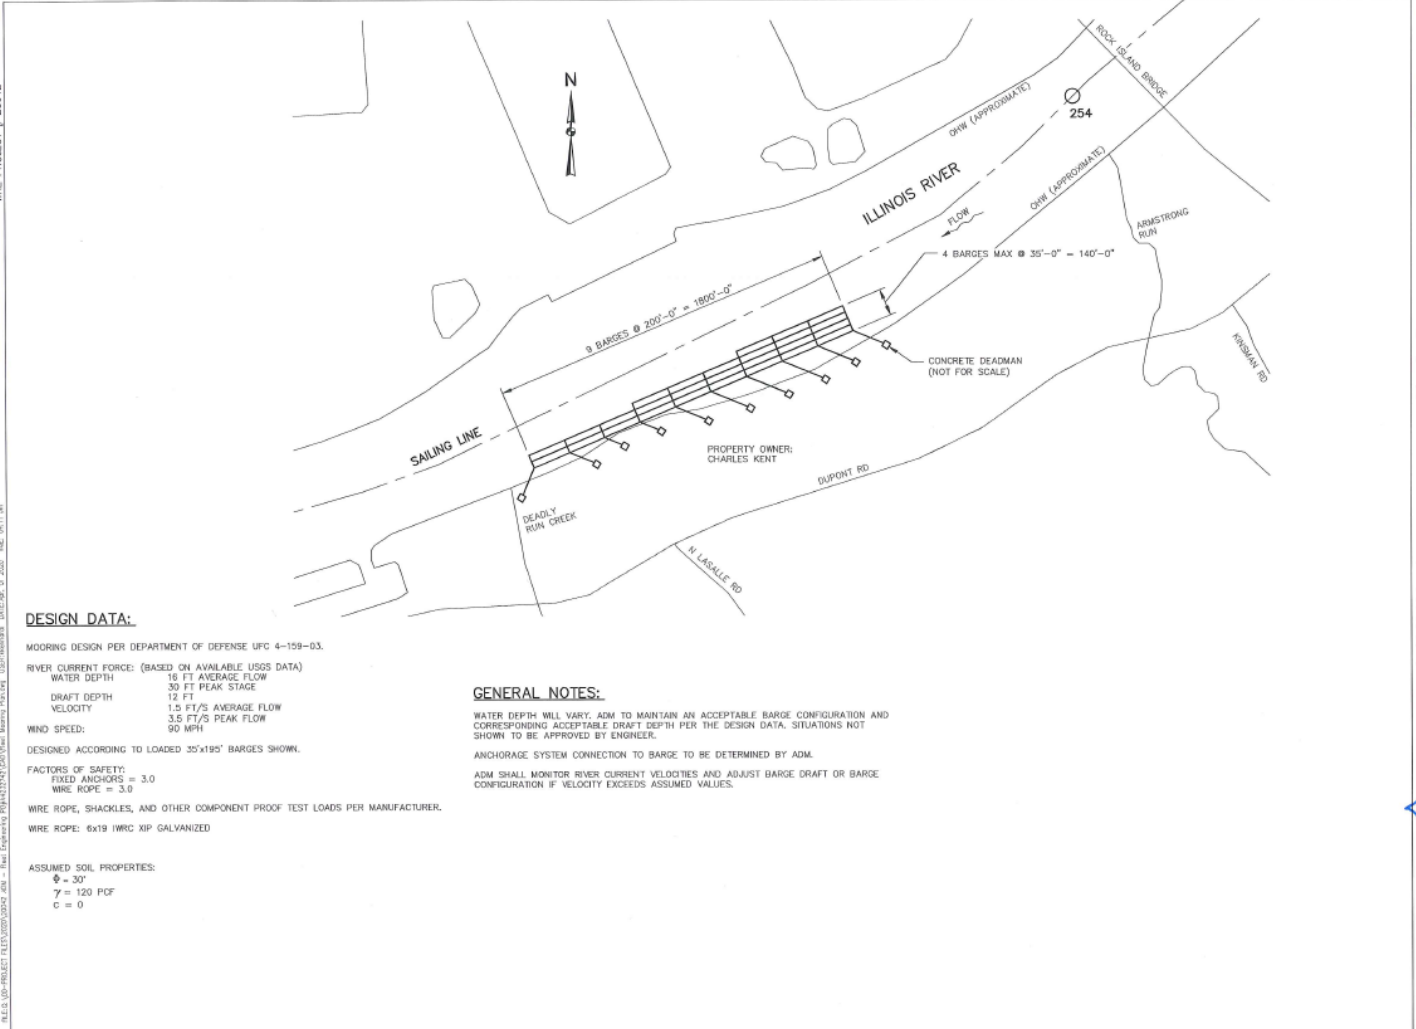 ROCK ISLAND BRIDGE
N
254
OHW (APPROXIMATE)
ILLINOIS RIVER
OHW (APPROXIMATE)
FLOW
ARMSTRONG
RUN
4 BARGES MAX @ 35'-0" = 140'-0"
9 BARGES @ 200'-0" = 1800'-0"
KINSMAN RD
CONCRETE DEADMAN
(NOT FOR SCALE)
SAILING LINE
PROPERTY OWNER:
CHARLES KENT
DUPONT RD
DEADLY
RUN CREEK
N LASALLE RD
DESIGN DATA:
MOORING DESIGN PER DEPARTMENT OF DEFENSE UFC 4-159-03.
RIVER CURRENT FORCE: (BASED ON AVAILABLE USGS DATA)
WATER DEPTH 16 FT AVERAGE FLOW
30 FT PEAK STAGE
DRAFT DEPTH 12 FT
VELOCITY 1.5 FT/S AVERAGE FLOW
3.5 FT/S PEAK FLOW
WIND SPEED: 90 MPH
DESIGNED ACCORDING TO LOADED 35'x195' BARGES SHOWN.
FACTORS OF SAFETY:
FIXED ANCHORS = 3.0
WIRE ROPE = 3.0
WIRE ROPE, SHACKLES, AND OTHER COMPONENT PROOF TEST LOADS PER MANUFACTURER.
WIRE ROPE: 6x19 IWRC XIP GALVANIZED
ASSUMED SOIL PROPERTIES:
Φ = 30°
γ = 120 PCF
C = 0
GENERAL NOTES:
WATER DEPTH WILL VARY. ADM TO MAINTAIN AN ACCEPTABLE BARGE CONFIGURATION AND
CORRESPONDING ACCEPTABLE DRAFT DEPTH PER THE DESIGN DATA. SITUATIONS NOT
SHOWN TO BE APPROVED BY ENGINEER.
ANCHORAGE SYSTEM CONNECTION TO BARGE TO BE DETERMINED BY ADM.
ADM SHALL MONITOR RIVER CURRENT VELOCITIES AND ADJUST BARGE DRAFT OR BARGE
CONFIGURATION IF VELOCITY EXCEEDS ASSUMED VALUES.